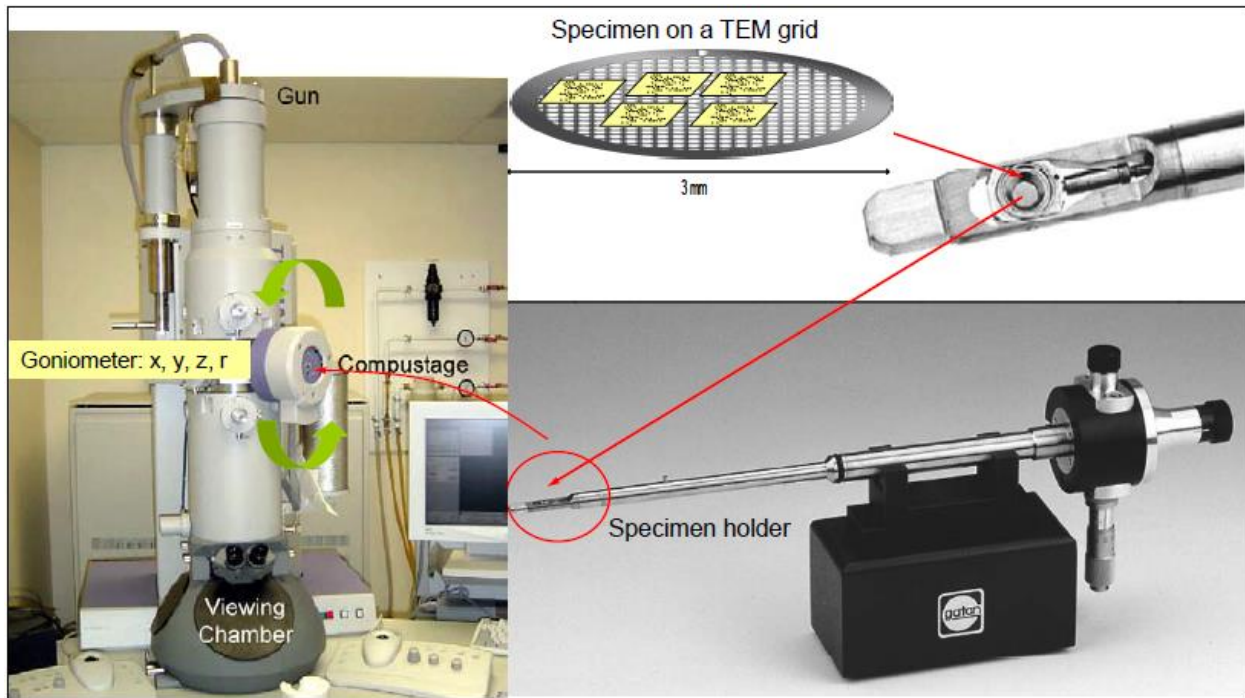 Specimen on a TEM grid
Gun
3mm
Goniometer: x, y, z, r
Compustage
Specimen holder
Viewing
Chamber
gatan